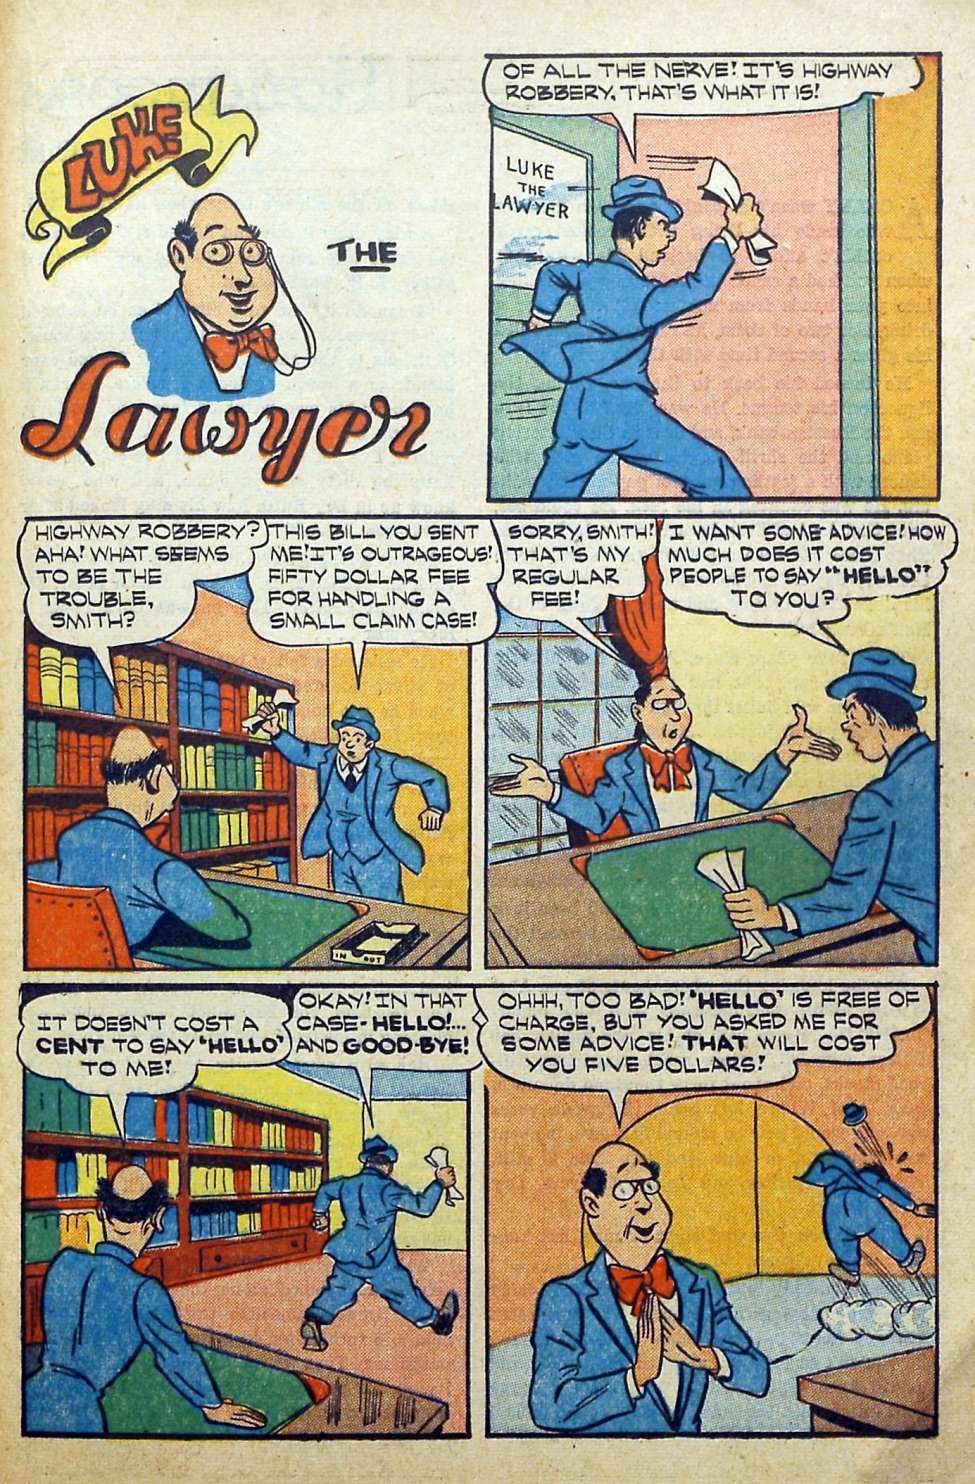 LUKE
THE
Lawyer
OF ALL THE NERVE! IT'S HIGHWAY
ROBBERY, THAT'S WHAT IT IS!
LUKE
THE
LAWYER
HIGHWAY ROBBERY?
AHA! WHAT SEEMS
TO BE THE
TROUBLE,
SMITH?
THIS BILL YOU SENT
ME! IT'S OUTRAGEOUS!
FIFTY DOLLAR FEE
FOR HANDLING A
SMALL CLAIM CASE!
IN OUT
SORRY, SMITH!
THAT'S MY
REGULAR
FEE!
I WANT SOME ADVICE! HOW
MUCH DOES IT COST
PEOPLE TO SAY "HELLO"
TO YOU?
IT DOESN'T COST A
CENT TO SAY 'HELLO'
TO ME!
OKAY! IN THAT
CASE-HELLO!...
AND GOOD-BYE!
OHHH, TOO BAD! 'HELLO' IS FREE OF
CHARGE, BUT YOU ASKED ME FOR
SOME ADVICE! THAT WILL COST
YOU FIVE DOLLARS!